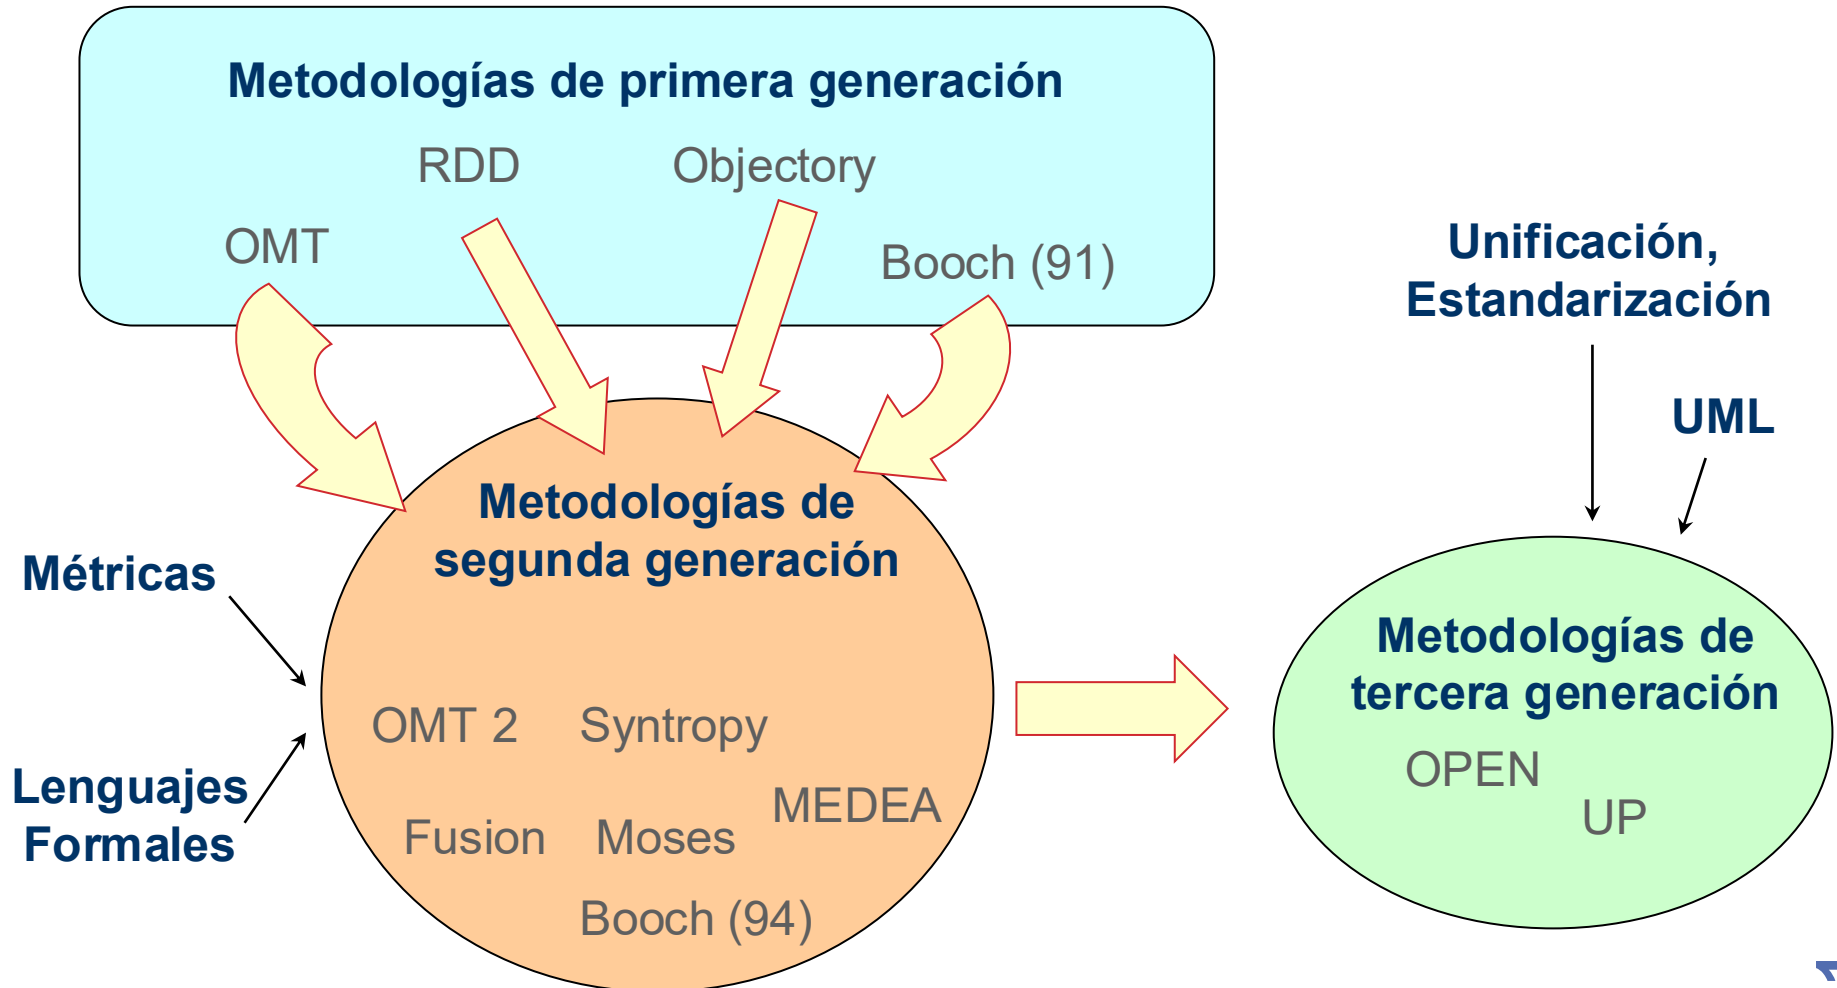 Metodologías de primera generación
RDD
Objectory
OMT
Booch (91)
Unificación,
Estandarización
UML
Métricas
Lenguajes
Formales
Metodologías de
segunda generación
OMT 2
Syntropy
MEDEA
Fusion
Moses
Booch (94)
Metodologías de
tercera generación
OPEN
UP